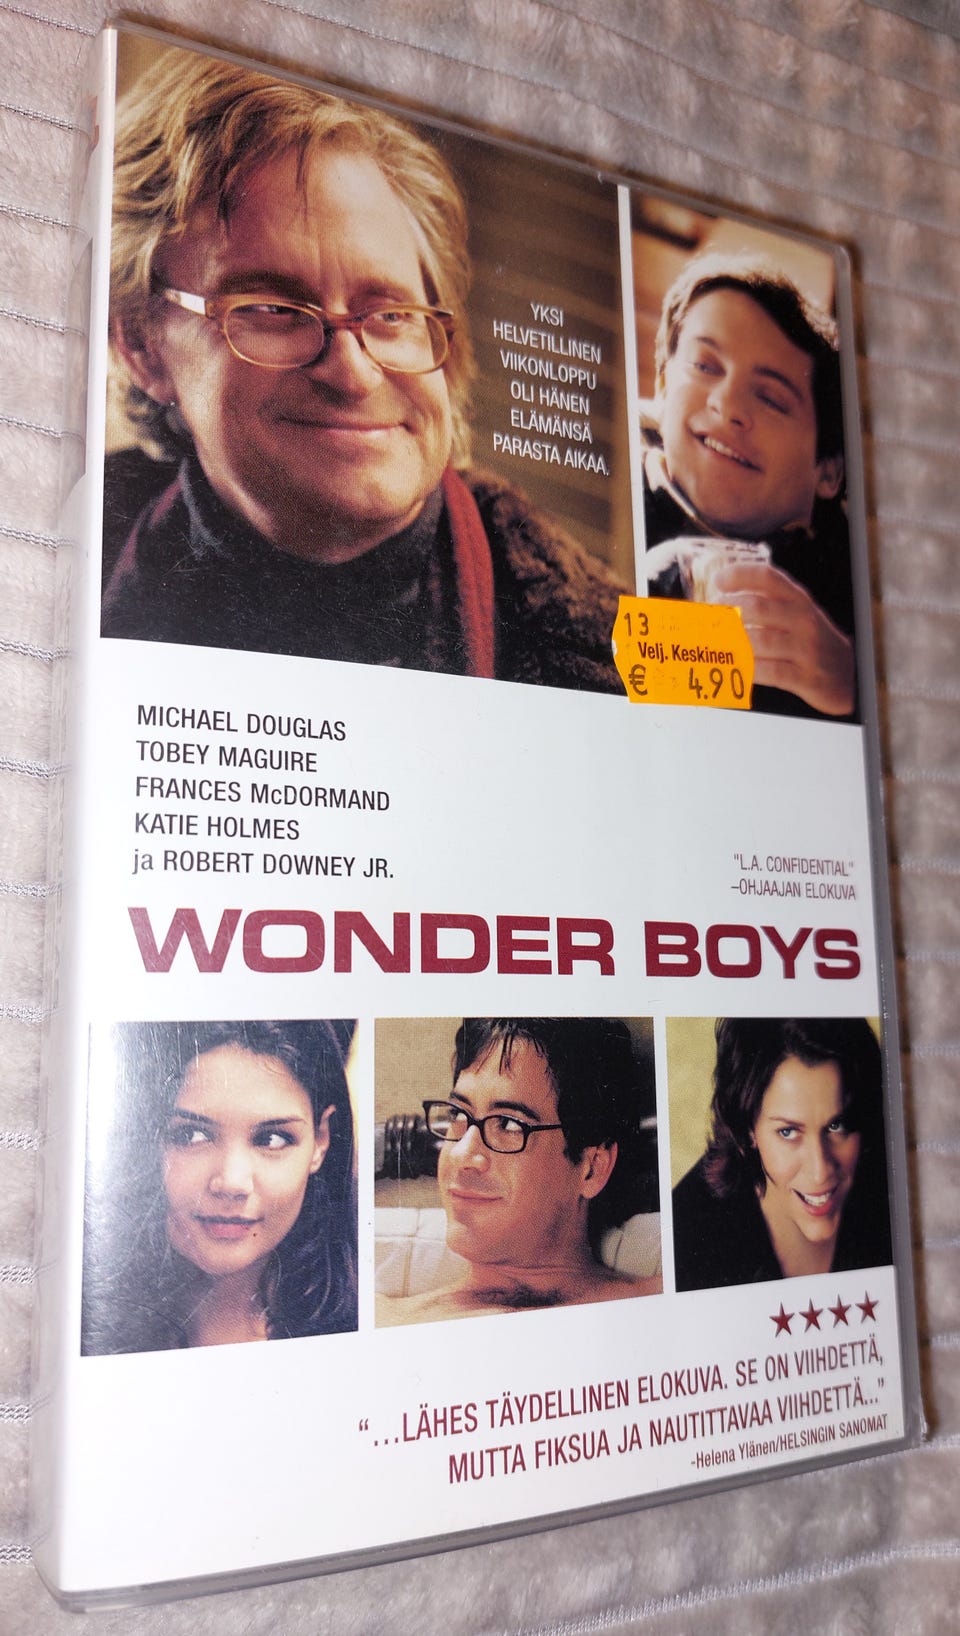 YKSI
HELVETILLINEN
VIIKONLOPPU
OLI HÄNEN
ELÄMÄNSÄ
PARASTA AIKAA.
13
Velj. Keskinen
€ 4.90
MICHAEL DOUGLAS
TOBEY MAGUIRE
FRANCES McDORMAND
KATIE HOLMES
ja ROBERT DOWNEY JR.
"L.A. CONFIDENTIAL"
–OHJAAJAN ELOKUVA
WONDER BOYS
★★★★
“...LÄHES TÄYDELLINEN ELOKUVA. SE ON VIIHDETTÄ,
MUTTA FIKSUA JA NAUTITTAVAA VIIHDETTÄ...”
-Helena Ylänen/HELSINGIN SANOMAT